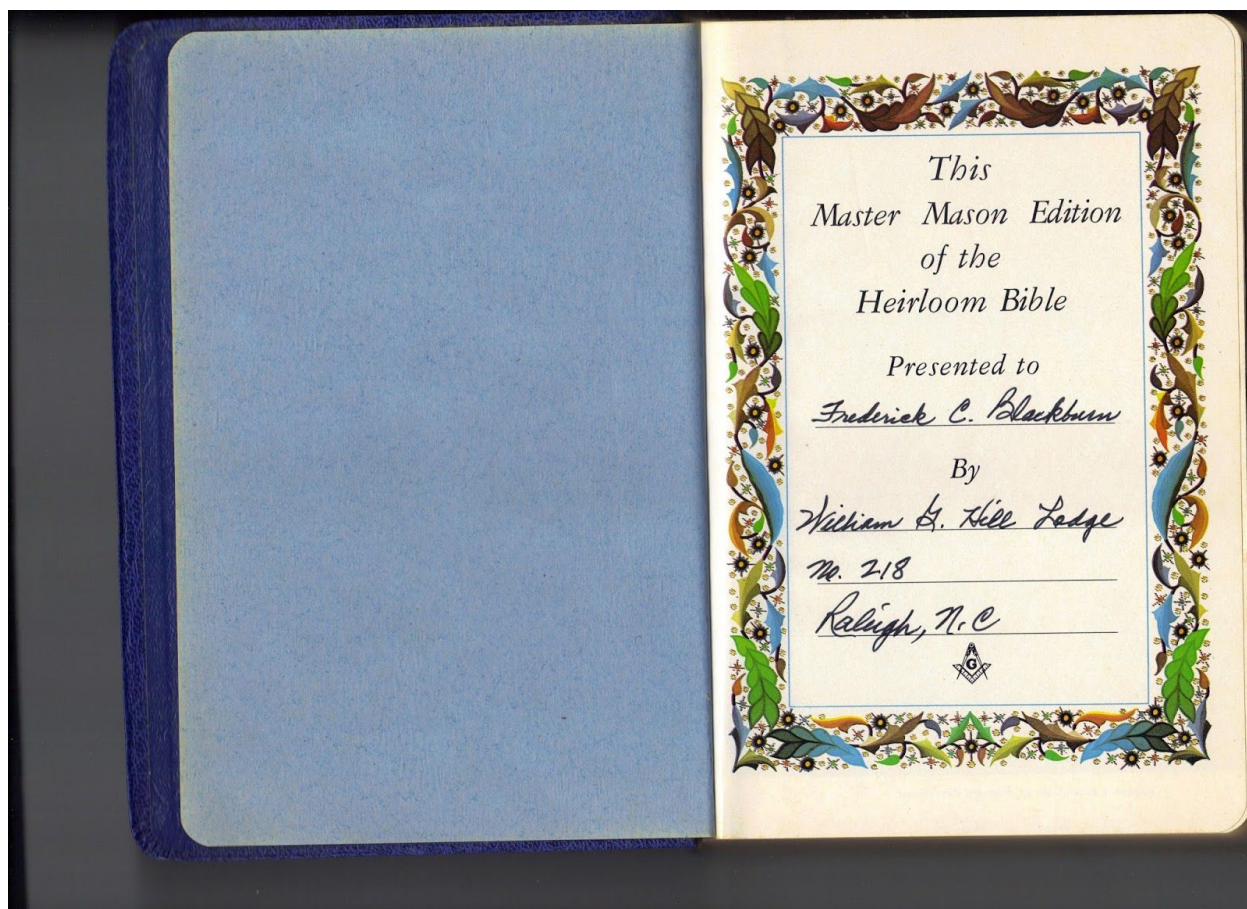 This
Master Mason Edition
of the
Heirloom Bible
Presented to
Frederick C. Blackburn
By
William G. Hill Lodge
No. 218
Raleigh, N.C
G